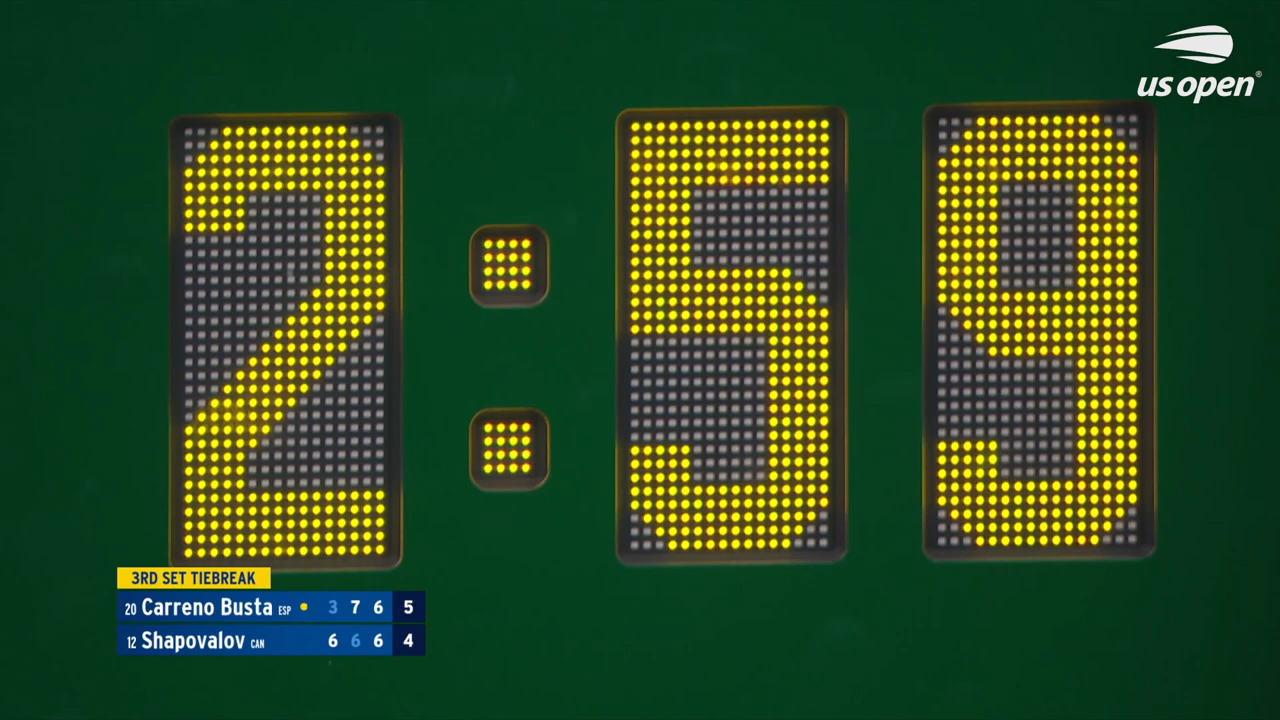 US OPEN®
2:59
3RD SET TIEBREAK
20 Carreno Busta ESP 3 7 6 5
12 Shapovalov CAN 6 6 6 4